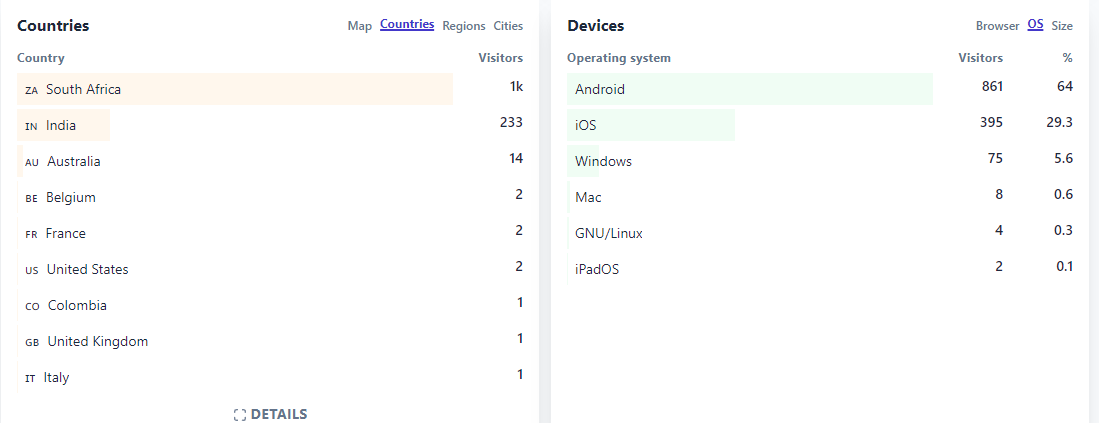 Countries
Map Countries Regions Cities
Country Visitors
ZA South Africa 1k
IN India 233
AU Australia 14
BE Belgium 2
FR France 2
US United States 2
CO Colombia 1
GB United Kingdom 1
IT Italy 1
DETAILS
Devices
Browser OS Size
Operating system Visitors %
Android 861 64
iOS 395 29.3
Windows 75 5.6
Mac 8 0.6
GNU/Linux 4 0.3
iPadOS 2 0.1